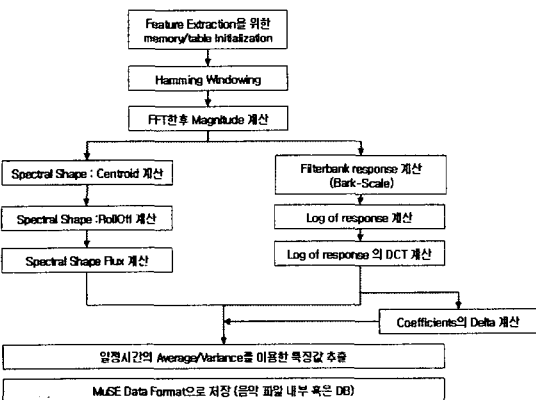 Feature Extraction을 위한
memory/table Initialization
Hamming Windowing
FFT한후 Magnitude 계산
Spectral Shape : Centroid 계산
Spectral Shape :RollOff 계산
Spectral Shape Flux 계산
Filterbank response 계산
(Bark-Scale)
Log of response 계산
Log of response 의 DCT 계산
Coefficients의 Delta 계산
일정시간의 Average/Variance를 이용한 특징값 추출
MuSE Data Format으로 저장 (음악 파일 내부 혹은 DB)